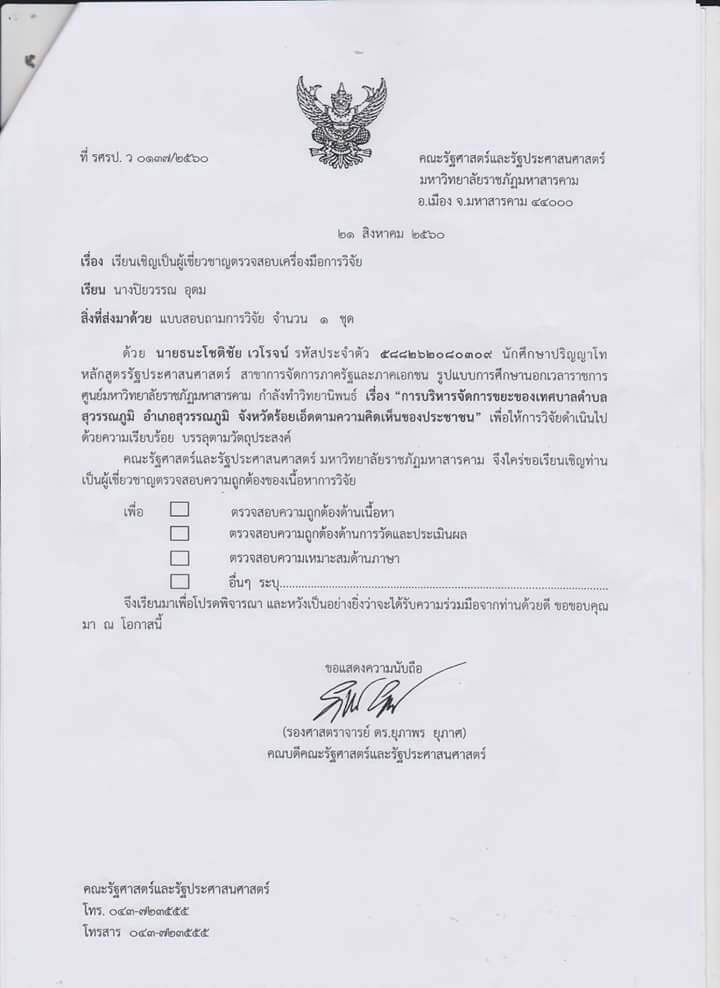 ที่ รศรป. ว ๐๑๓๗/๒๕๖๐
คณะรัฐศาสตร์และรัฐประศาสนศาสตร์
มหาวิทยาลัยราชภัฏมหาสารคาม
อ.เมือง จ.มหาสารคาม ๔๔๐๐๐
๒๑ สิงหาคม ๒๕๖๐
เรื่อง เรียนเชิญเป็นผู้เชี่ยวชาญตรวจสอบเครื่องมือการวิจัย
เรียน นางปิยวรรณ อุดม
สิ่งที่ส่งมาด้วย แบบสอบถามการวิจัย จำนวน ๑ ชุด
ด้วย นายธนะโชติชัย เวโรจน์ รหัสประจำตัว ๕๘๘๒๖๒๐๘๐๓๐๙ นักศึกษาปริญญาโท
หลักสูตรรัฐประศาสนศาสตร์ สาขาการจัดการภาครัฐและภาคเอกชน รูปแบบการศึกษานอกเวลาราชการ
ศูนย์มหาวิทยาลัยราชภัฏมหาสารคาม กำลังทำวิทยานิพนธ์ เรื่อง “การบริหารจัดการขยะของเทศบาลตำบล
สุวรรณภูมิ อำเภอสุวรรณภูมิ จังหวัดร้อยเอ็ดตามความคิดเห็นของประชาชน” เพื่อให้การวิจัยดำเนินไป
ด้วยความเรียบร้อย บรรลุตามวัตถุประสงค์
คณะรัฐศาสตร์และรัฐประศาสนศาสตร์ มหาวิทยาลัยราชภัฏมหาสารคาม จึงใคร่ขอเรียนเชิญท่าน
เป็นผู้เชี่ยวชาญตรวจสอบความถูกต้องของเนื้อหาการวิจัย
เพื่อ ตรวจสอบความถูกต้องด้านเนื้อหา
ตรวจสอบความถูกต้องด้านการวัดและประเมินผล
ตรวจสอบความเหมาะสมด้านภาษา
อื่นๆ ระบุ......................................................................................
จึงเรียนมาเพื่อโปรดพิจารณา และหวังเป็นอย่างยิ่งว่าจะได้รับความร่วมมือจากท่านด้วยดี ขอขอบคุณ
มา ณ โอกาสนี้
ขอแสดงความนับถือ
(รองศาสตราจารย์ ดร.ยุภาพร ยุภาศ)
คณบดีคณะรัฐศาสตร์และรัฐประศาสนศาสตร์
คณะรัฐศาสตร์และรัฐประศาสนศาสตร์
โทร. ๐๔๓-๗๒๓๕๕๕
โทรสาร ๐๔๓-๗๒๓๕๕๕